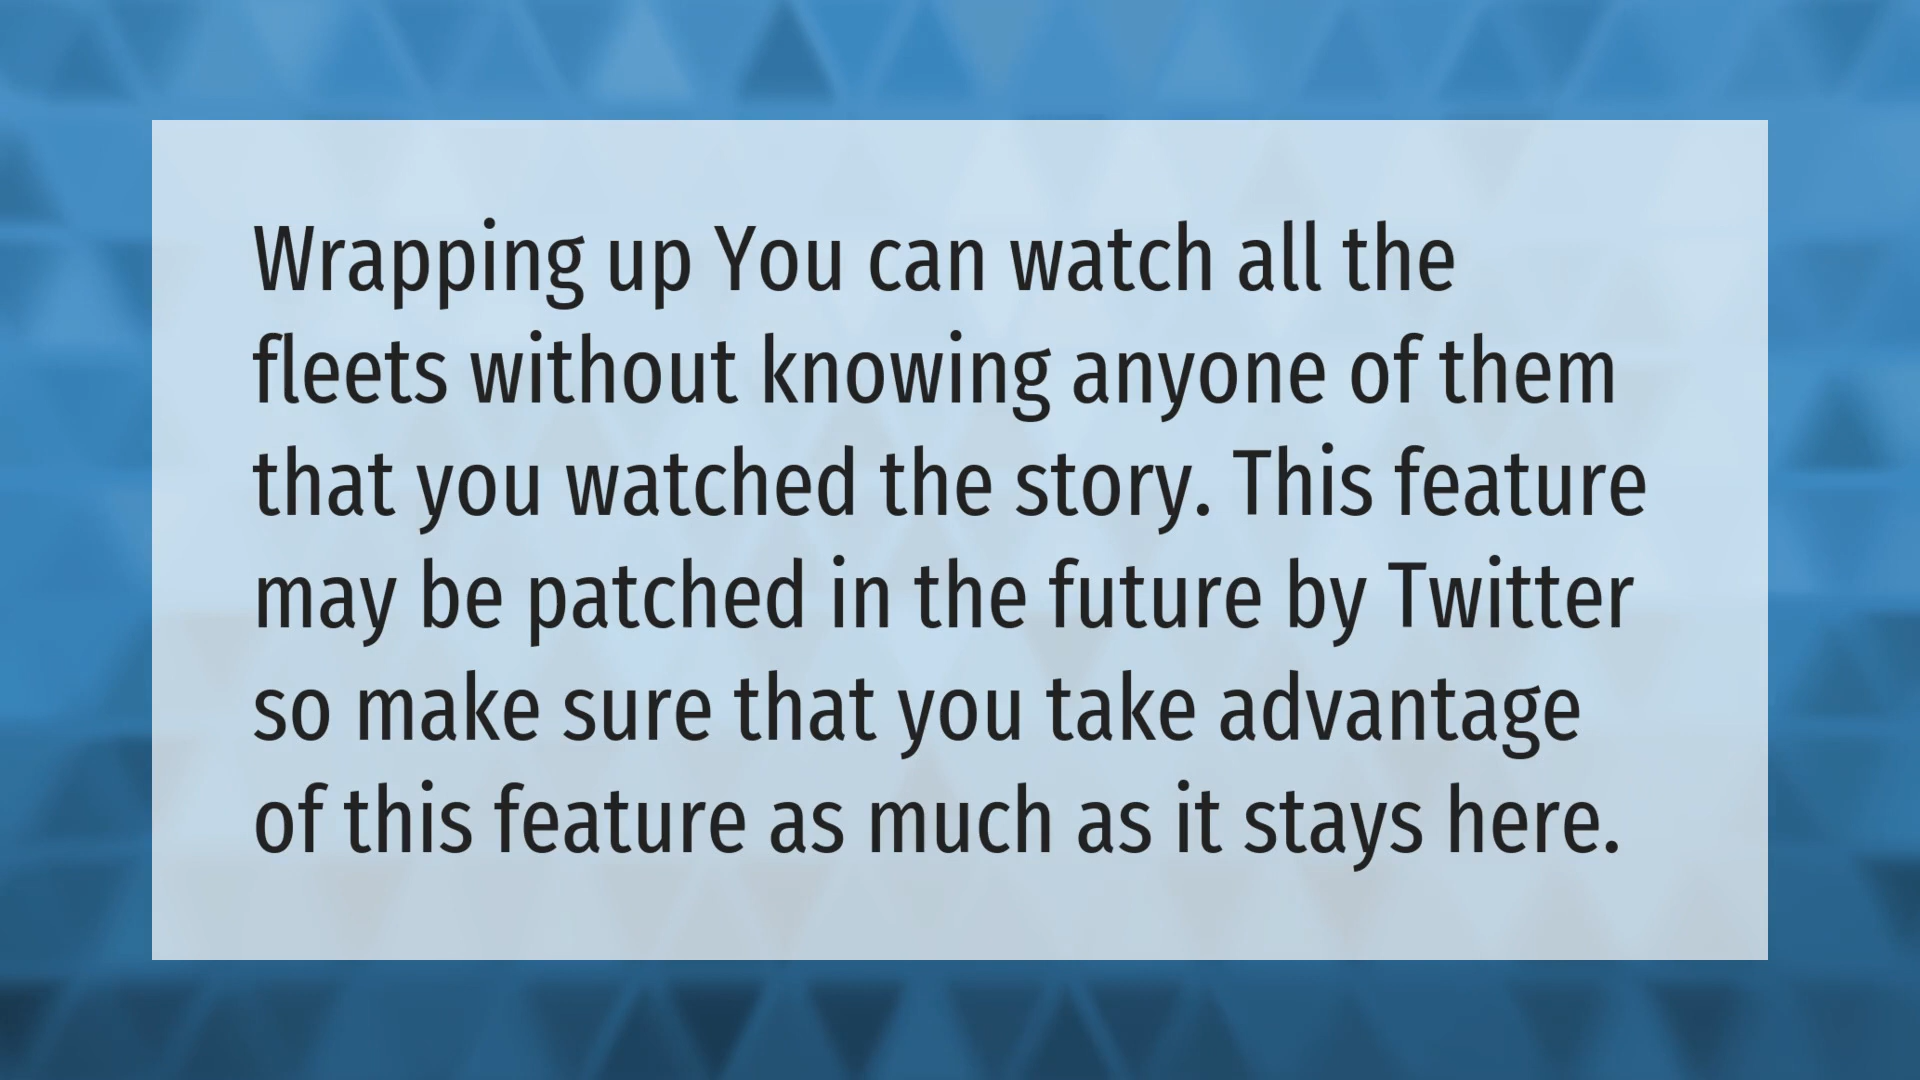 Wrapping up You can watch all the
fleets without knowing anyone of them
that you watched the story. This feature
may be patched in the future by Twitter
so make sure that you take advantage
of this feature as much as it stays here.